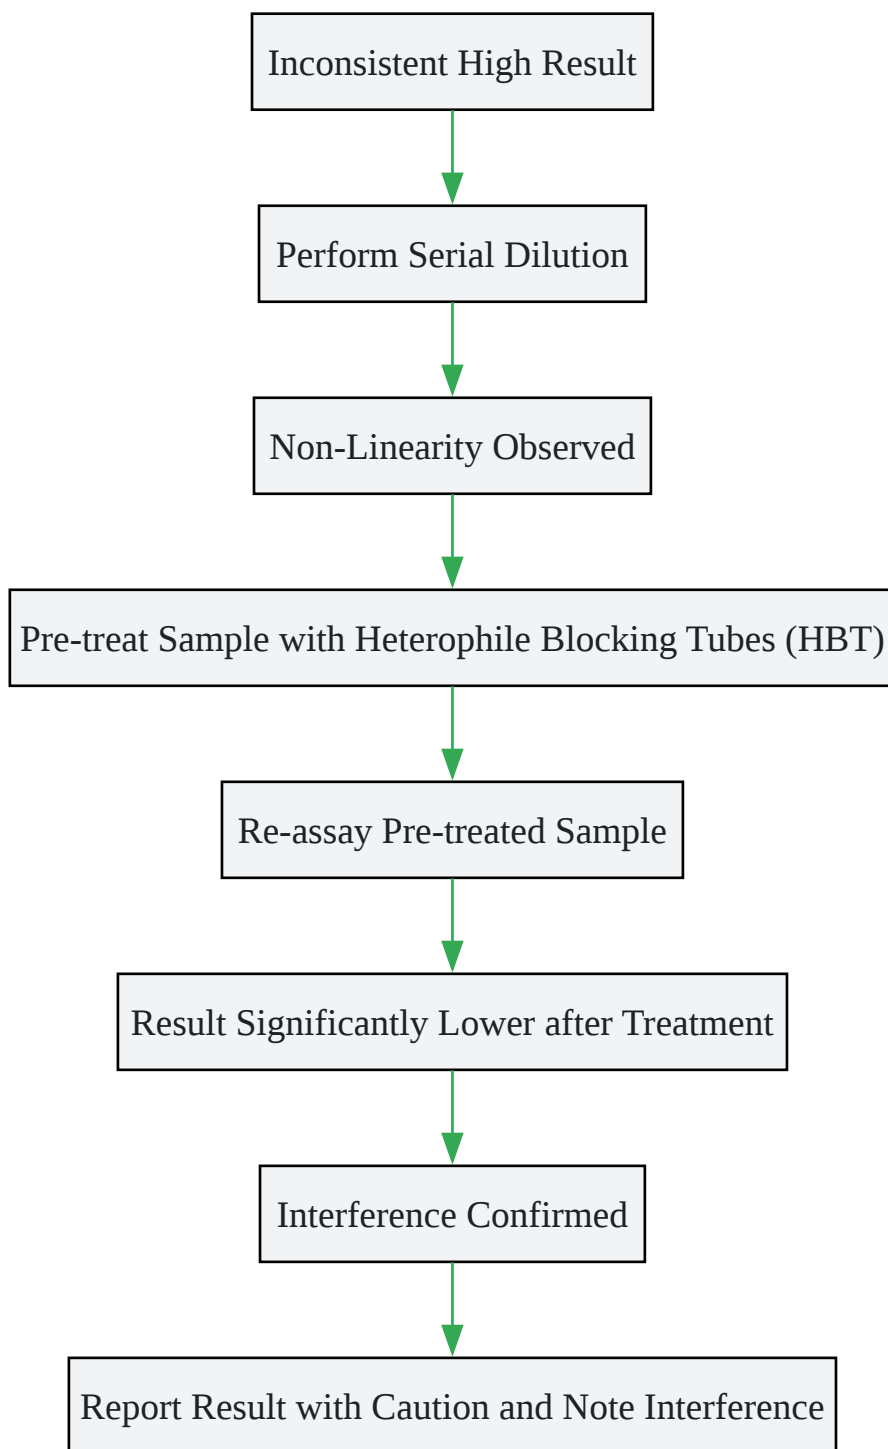 Inconsistent High Result
Perform Serial Dilution
Non-Linearity Observed
Pre-treat Sample with Heterophile Blocking Tubes (HBT)
Re-assay Pre-treated Sample
Result Significantly Lower after Treatment
Interference Confirmed
Report Result with Caution and Note Interference